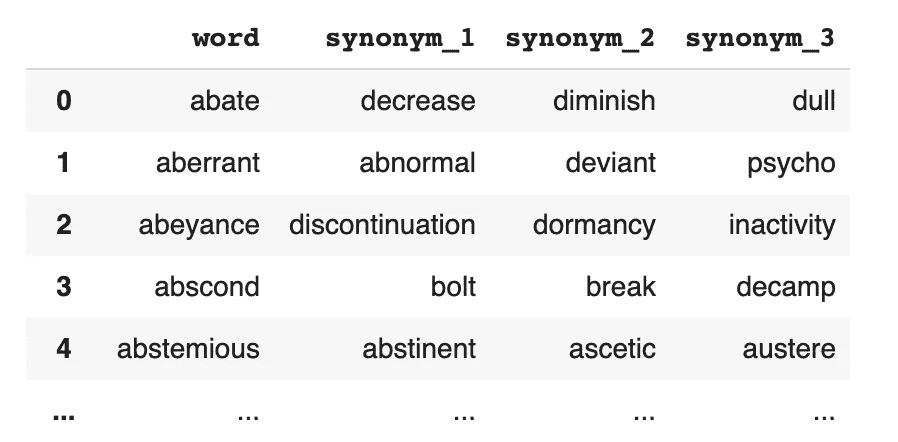 word synonym_1 synonym_2 synonym_3
0 abate decrease diminish dull
1 aberrant abnormal deviant psycho
2 abeyance discontinuation dormancy inactivity
3 abscond bolt break decamp
4 abstemious abstinent ascetic austere
... ... ... ... ...